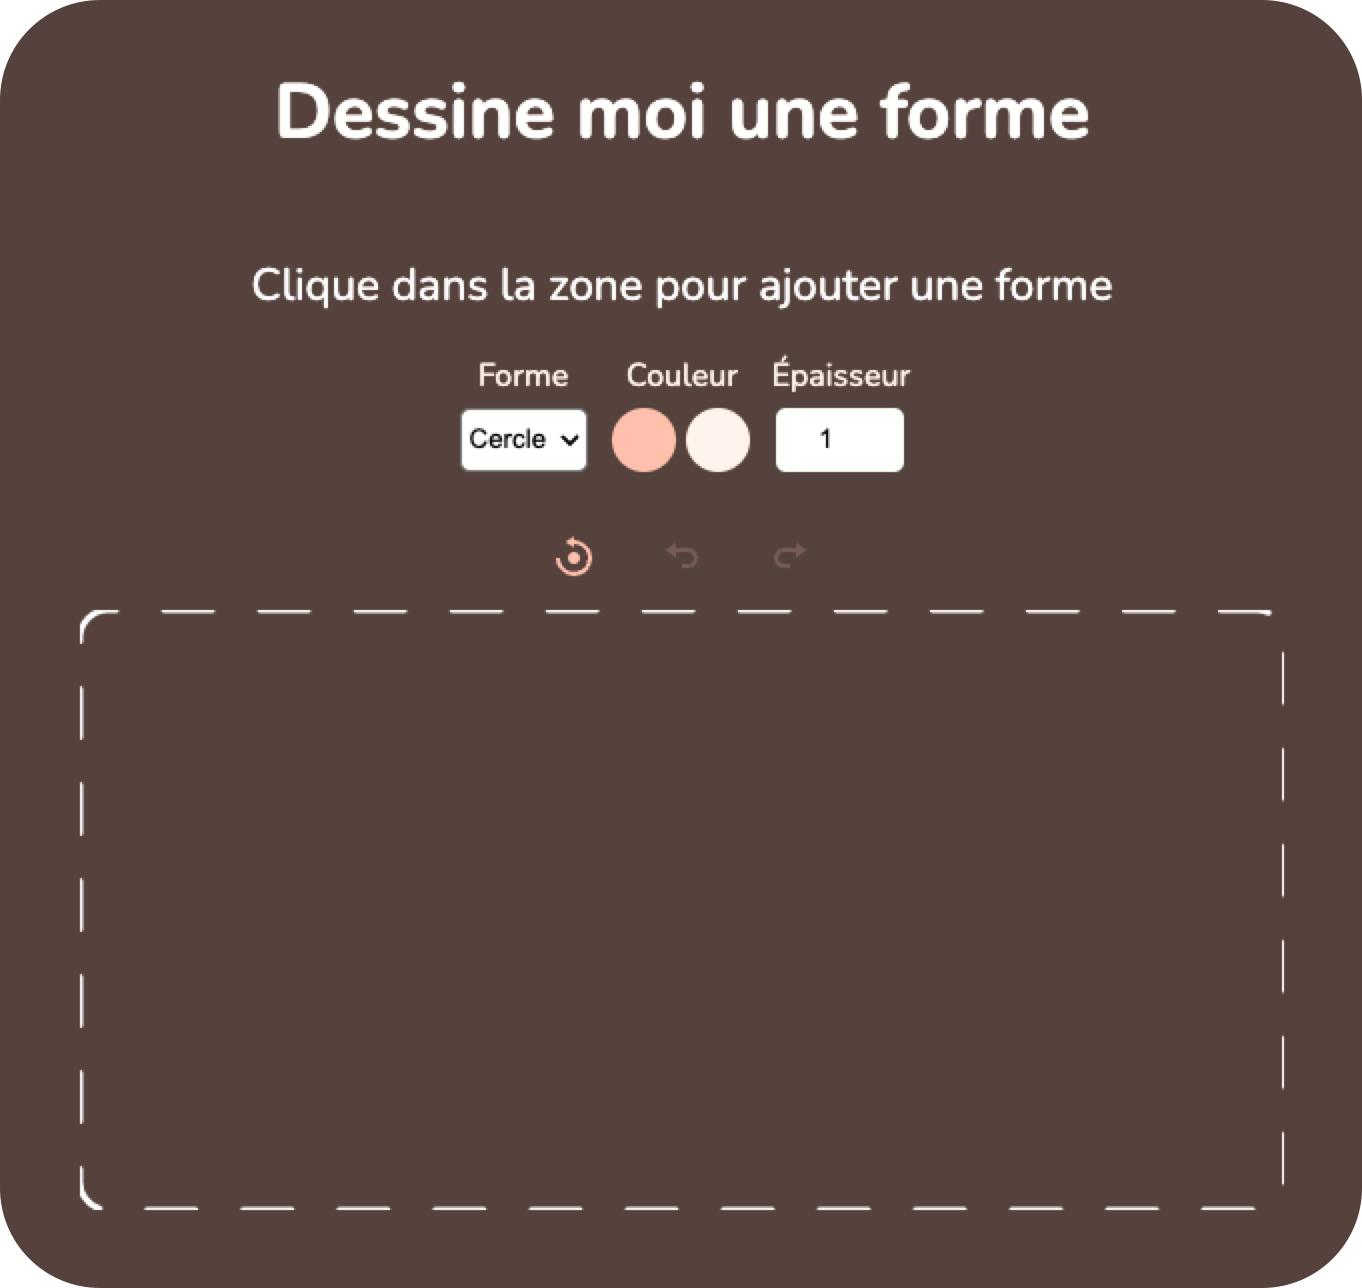 Dessine moi une forme
Clique dans la zone pour ajouter une forme
Forme Couleur Épaisseur
Cercle 1